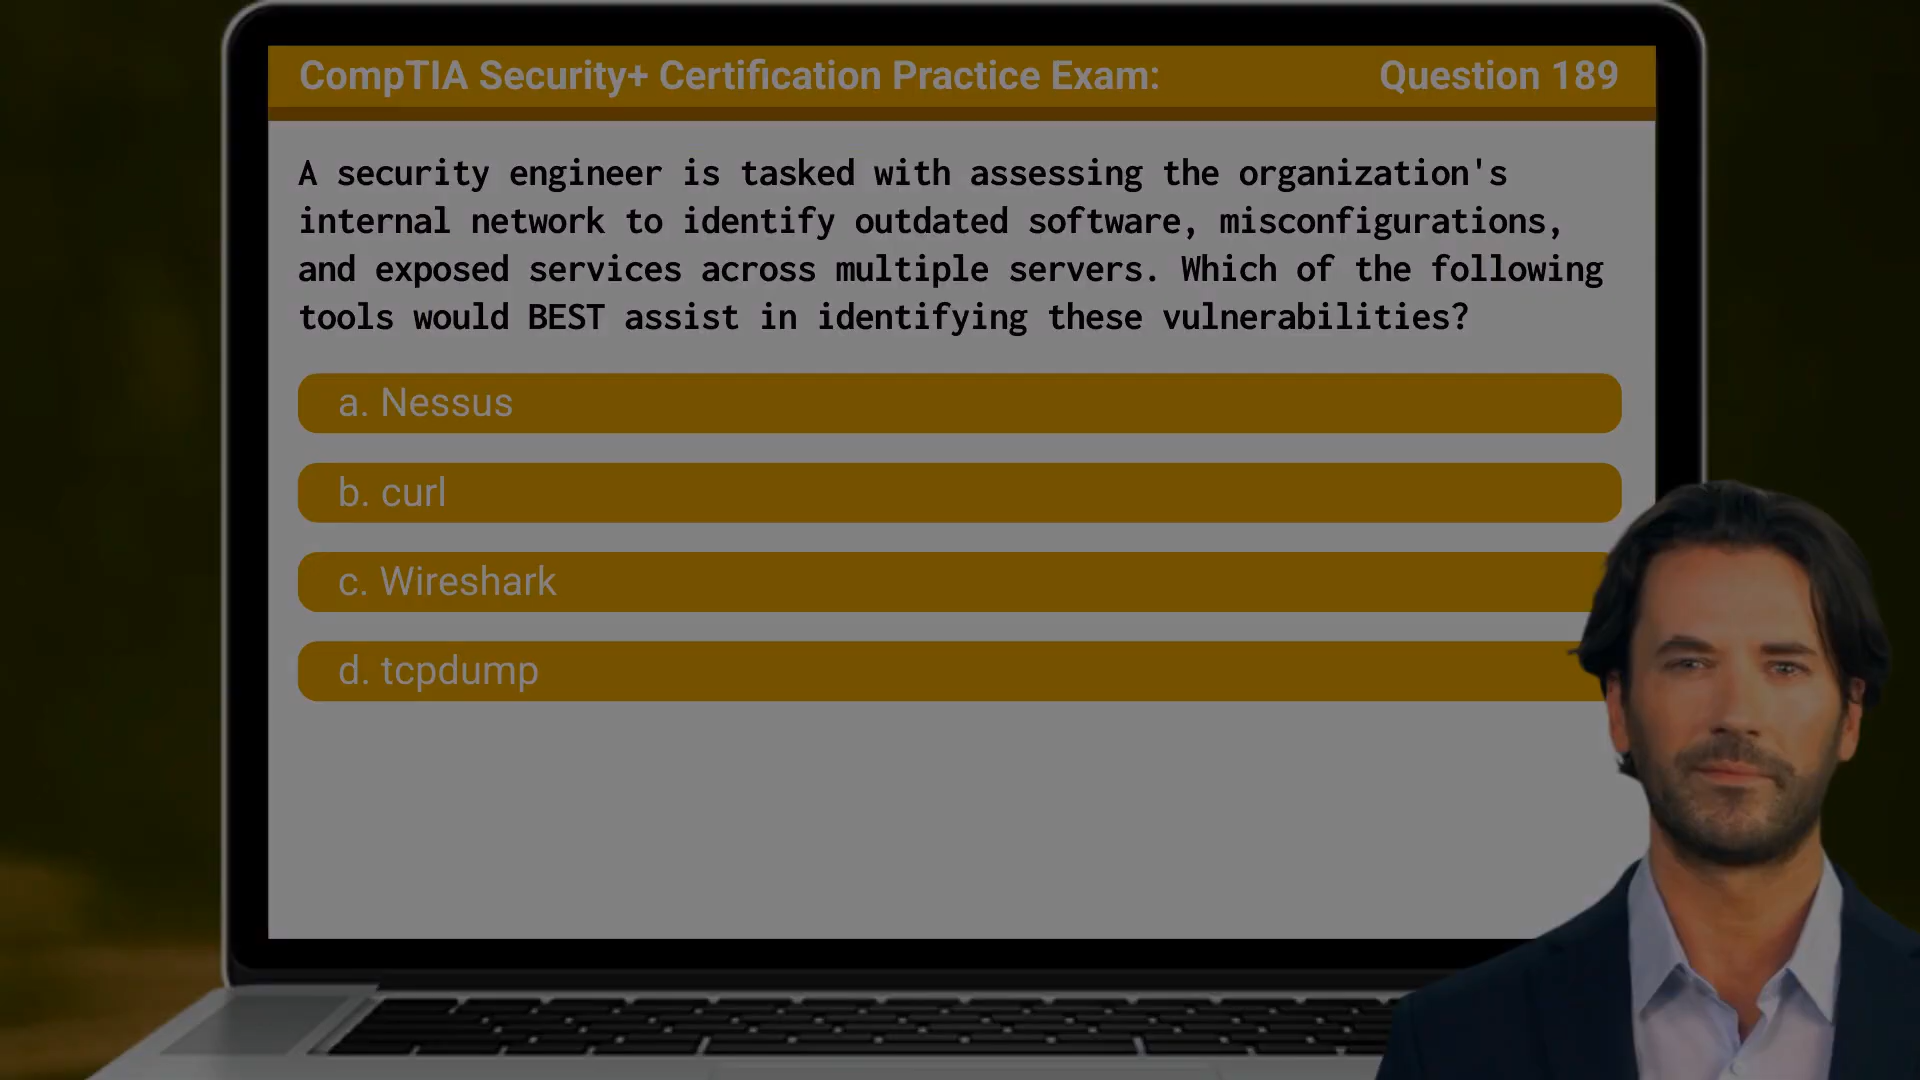 CompTIA Security+ Certification Practice Exam:
Question 189
A security engineer is tasked with assessing the organization's
internal network to identify outdated software, misconfigurations,
and exposed services across multiple servers. Which of the following
tools would BEST assist in identifying these vulnerabilities?
a. Nessus
b. curl
c. Wireshark
d. tcpdump